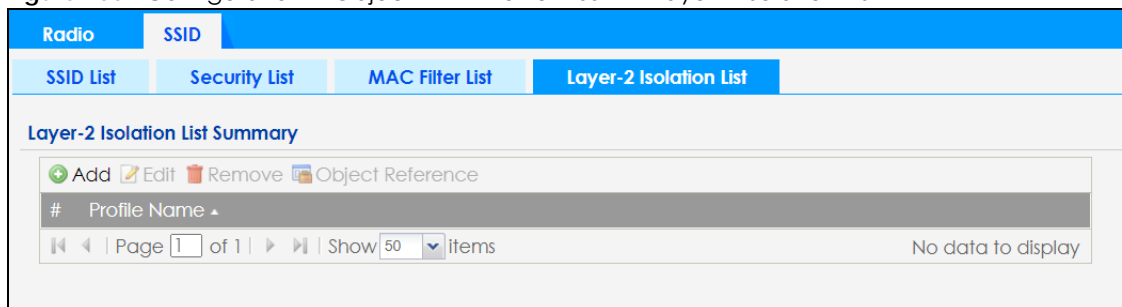 Radio SSID
SSID List Security List MAC Filter List Layer-2 Isolation List
Layer-2 Isolation List Summary
Add Edit Remove Object Reference
# Profile Name
Page 1 of 1 Show 50 items No data to display